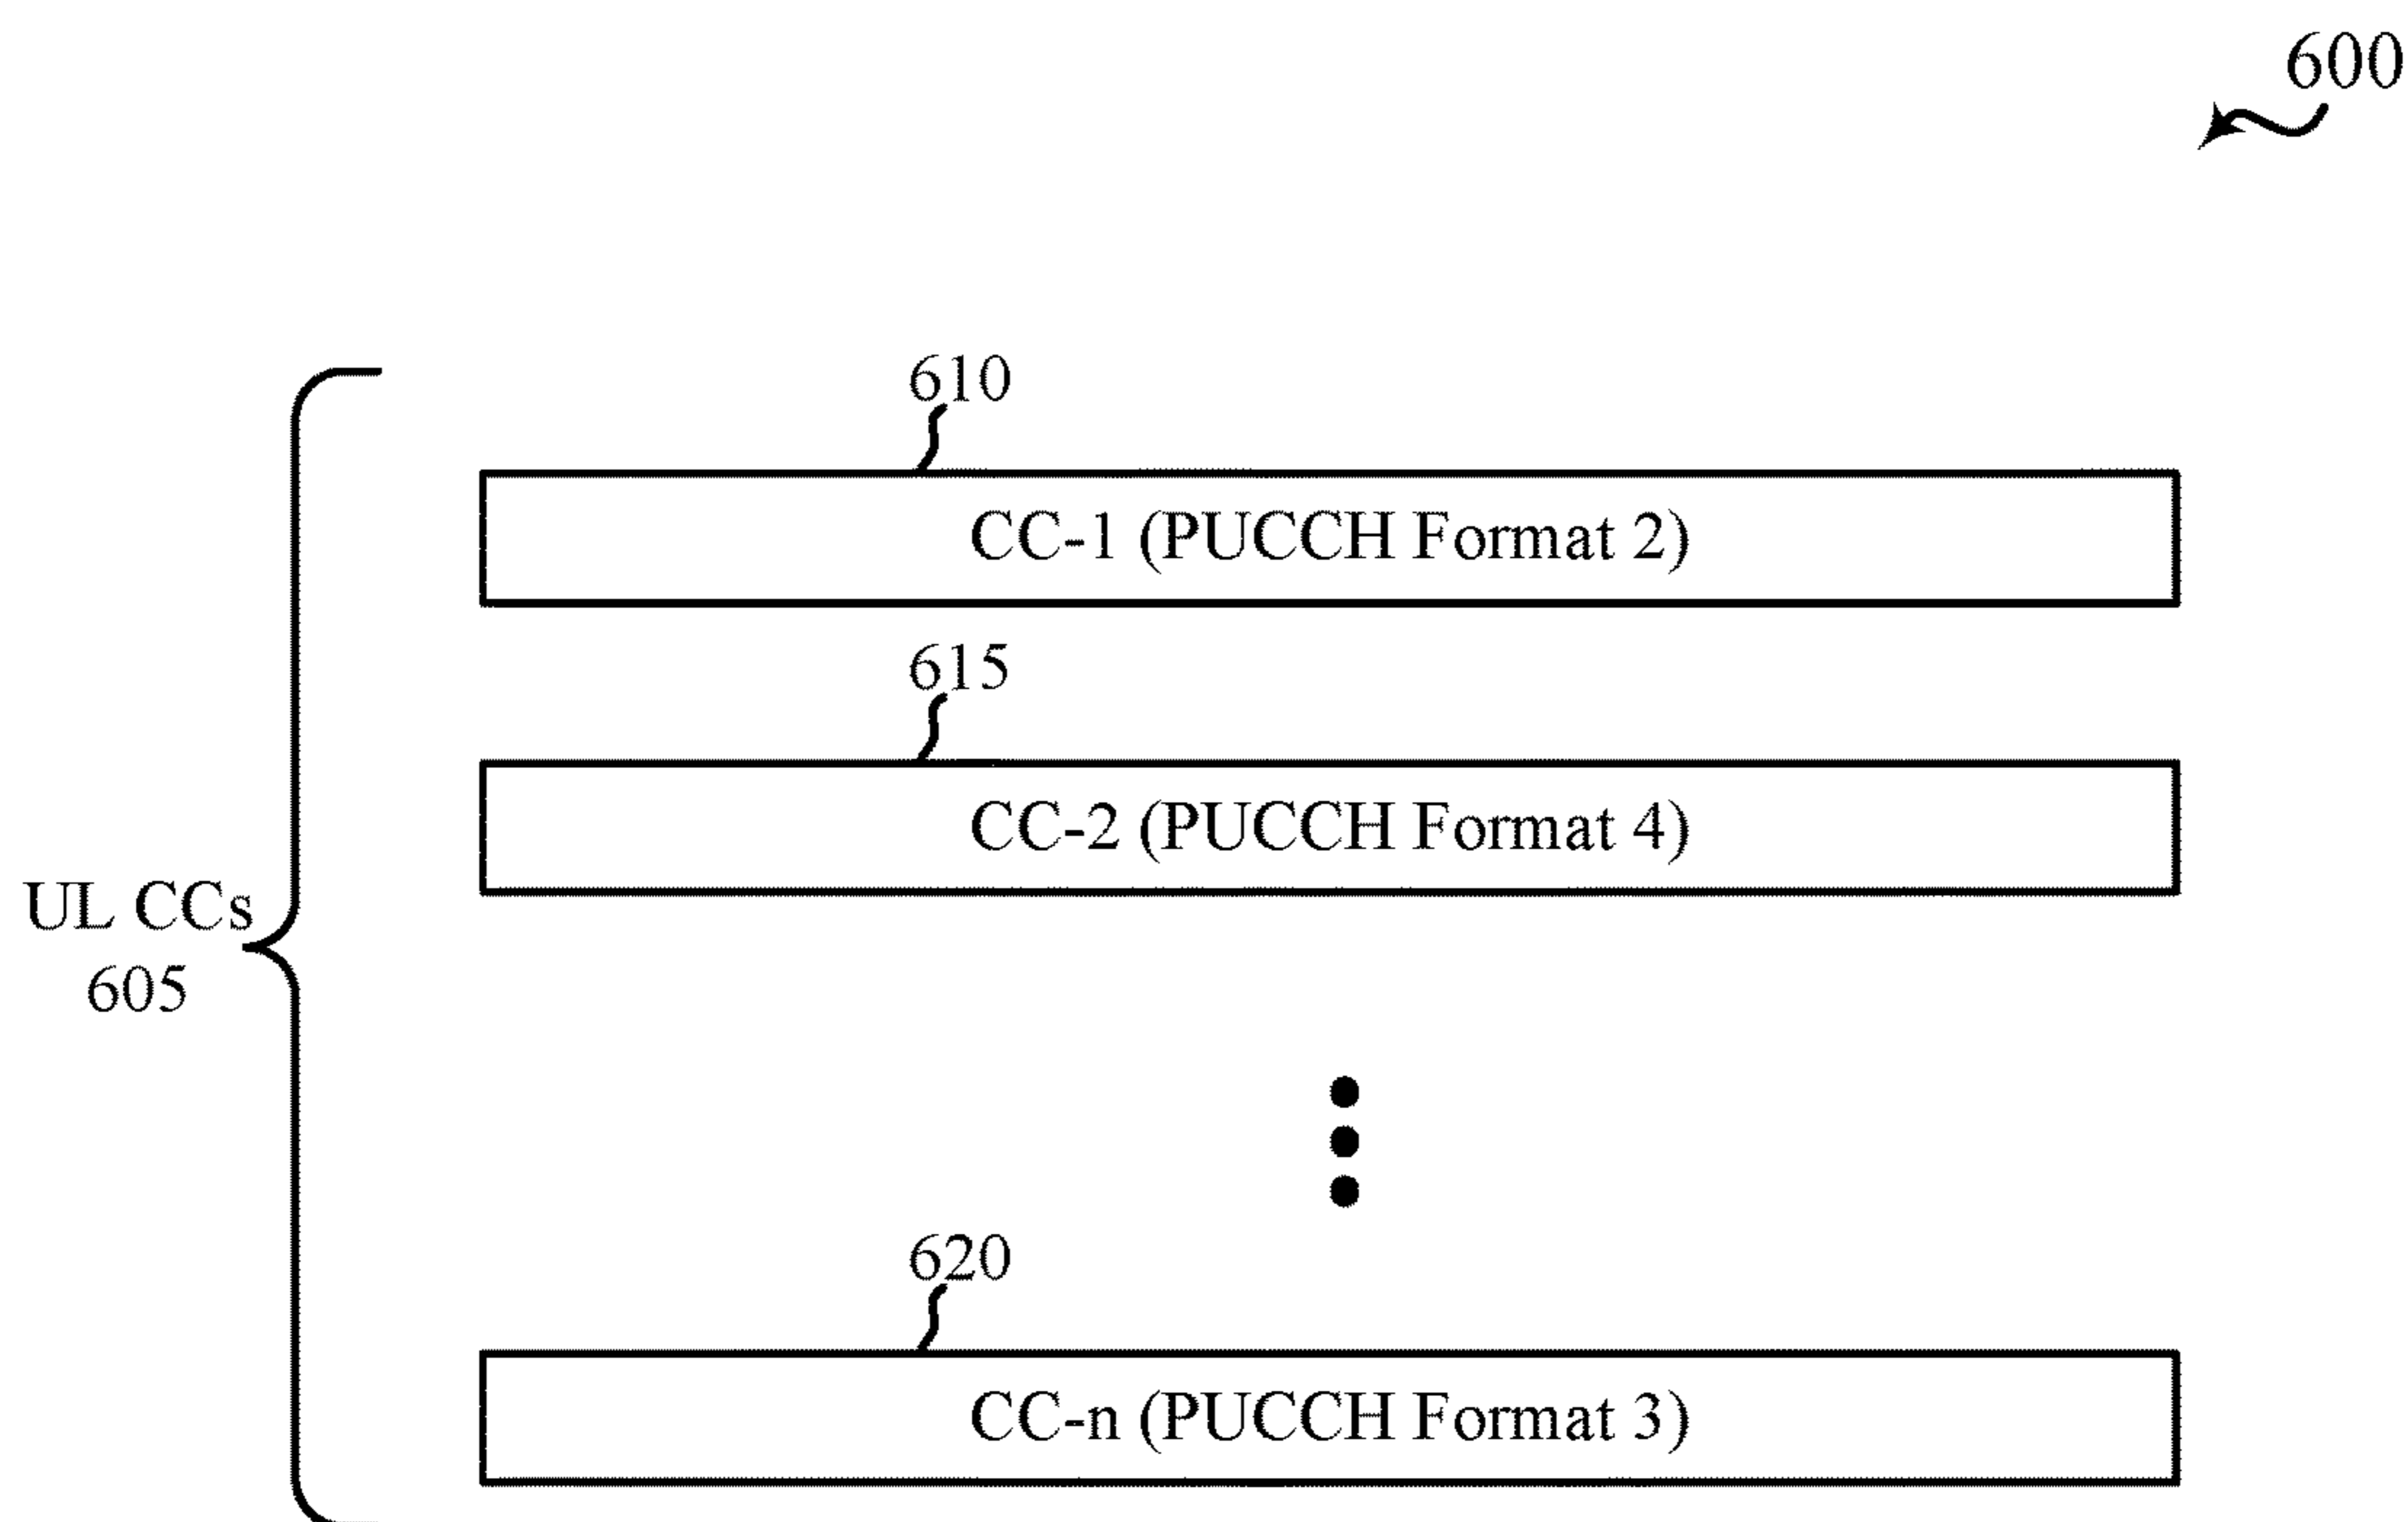 600
610
CC-1 (PUCCH Format 2)
615
CC-2 (PUCCH Format 4)
UL CCs
605
620
CC-n (PUCCH Format 3)